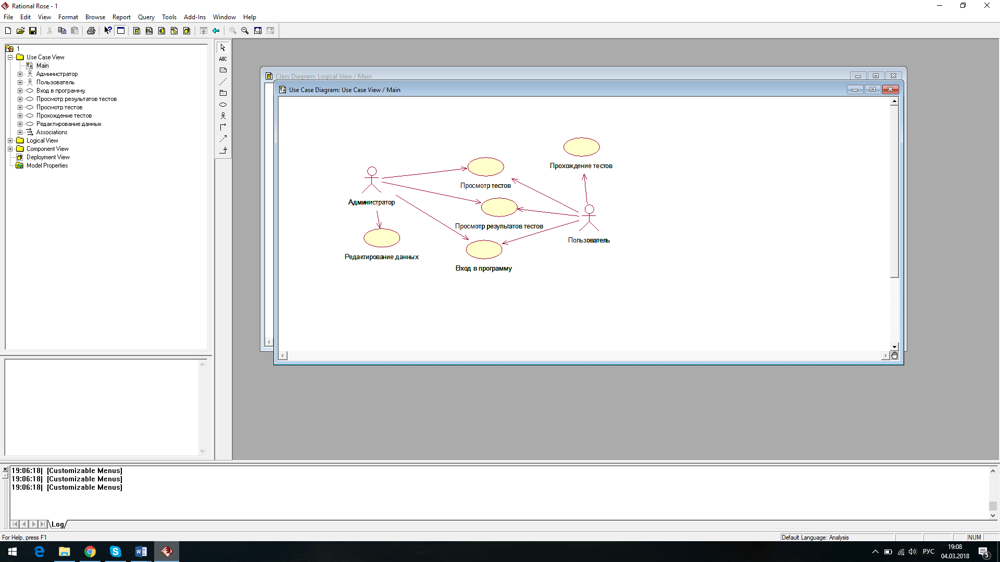 Rational Rose - 1
File Edit View Format Browse Report Query Tools Add-Ins Window Help
ABC
1
Use Case View
Main
Администратор
Пользователь
Вход в программу
Просмотр результатов тестов
Просмотр тестов
Прохождение тестов
Редактирование данных
Associations
Logical View
Component View
Deployment View
Model Properties
Class Diagram: Logical View / Main
Use Case Diagram: Use Case View / Main
Прохождение тестов
Просмотр тестов
Администратор
Просмотр результатов тестов
Пользователь
Редактирование данных
Вход в программу
19:06:18| [Customizable Menus]
19:06:18| [Customizable Menus]
19:06:18| [Customizable Menus]
Log
For Help, press F1
Default Language: Analysis
NUM
РУС
19:08
04.03.2018
5